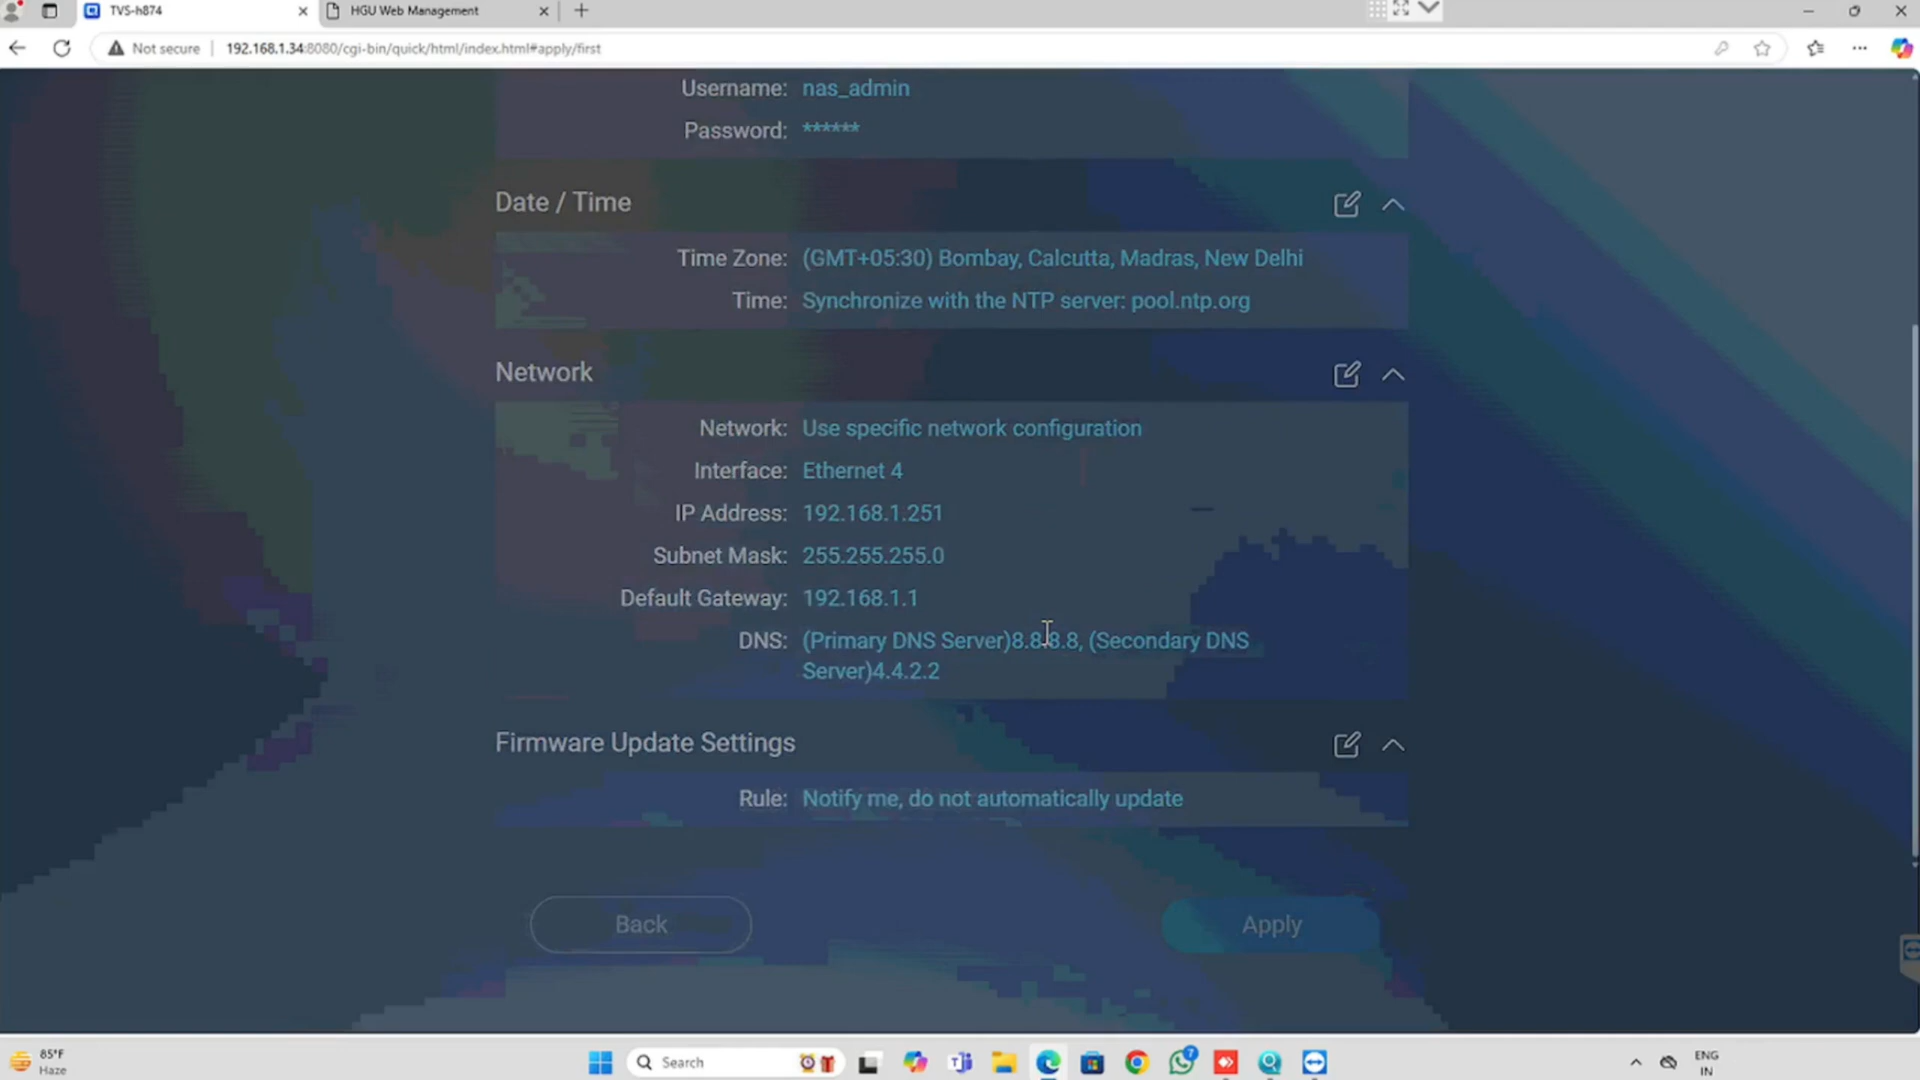 TVS-h874
HGU Web Management
Not secure
192.168.1.34:8080/cgi-bin/quick/html/index.html#apply/first
Username: nas_admin
Password: ******
Date / Time
Time Zone: (GMT+05:30) Bombay, Calcutta, Madras, New Delhi
Time: Synchronize with the NTP server: pool.ntp.org
Network
Network: Use specific network configuration
Interface: Ethernet 4
IP Address: 192.168.1.251
Subnet Mask: 255.255.255.0
Default Gateway: 192.168.1.1
DNS: (Primary DNS Server)8.8.8.8, (Secondary DNS
Server)4.4.2.2
Firmware Update Settings
Rule: Notify me, do not automatically update
Back
Apply
85°F
Haze
Search
7
ENG
IN